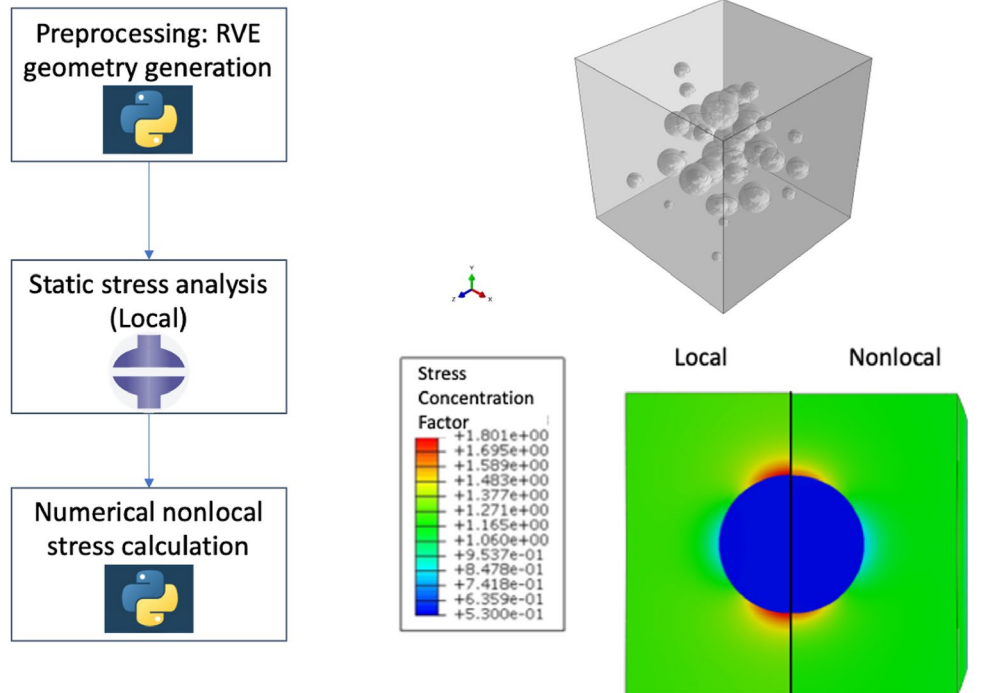 Preprocessing: RVE
geometry generation
Static stress analysis
(Local)
Numerical nonlocal
stress calculation
Y
Z
X
Local
Nonlocal
Stress
Concentration
Factor
+1.801e+00
+1.695e+00
+1.589e+00
+1.483e+00
+1.377e+00
+1.271e+00
+1.165e+00
+1.060e+00
+9.537e-01
+8.478e-01
+7.418e-01
+6.359e-01
+5.300e-01